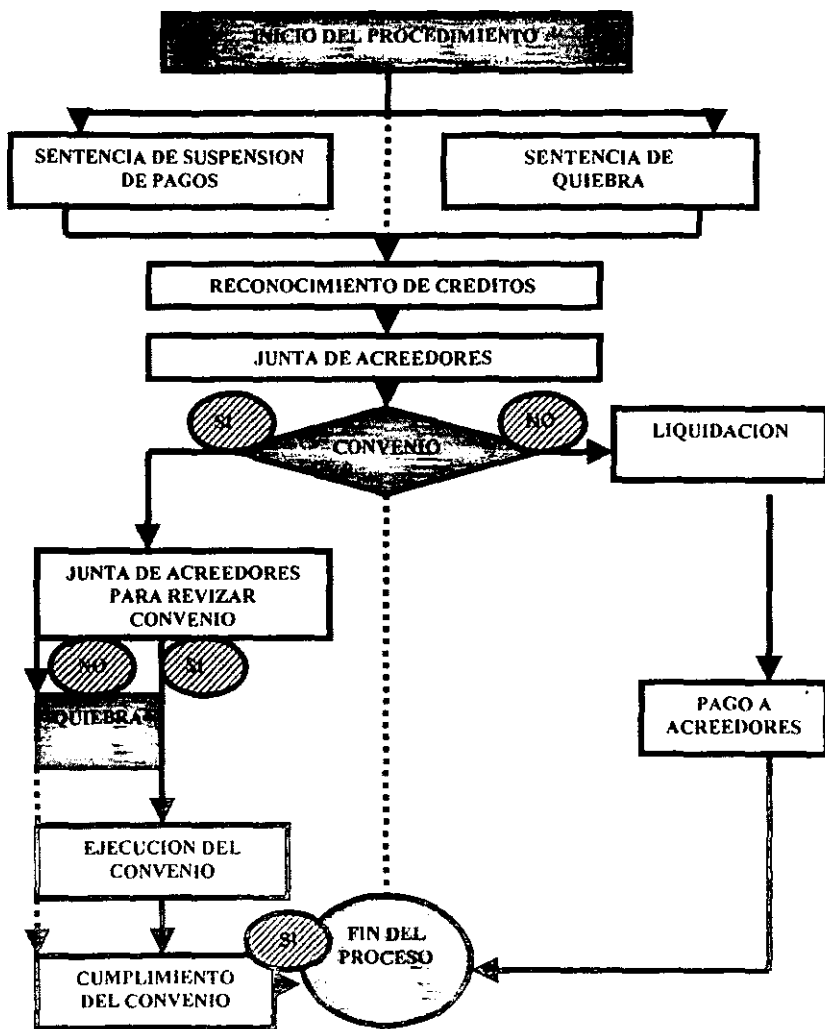 INICIO DEL PROCEDIMIENTO
SENTENCIA DE SUSPENSION
DE PAGOS
SENTENCIA DE
QUIEBRA
RECONOCIMIENTO DE CREDITOS
JUNTA DE ACREEDORES
SI
NO
CONVENIO
LIQUIDACION
JUNTA DE ACREEDORES
PARA REVIZAR
CONVENIO
NO
SI
QUIEBRA
PAGO A
ACREEDORES
EJECUCION DEL
CONVENIO
SI
FIN DEL
PROCESO
CUMPLIMIENTO
DEL CONVENIO